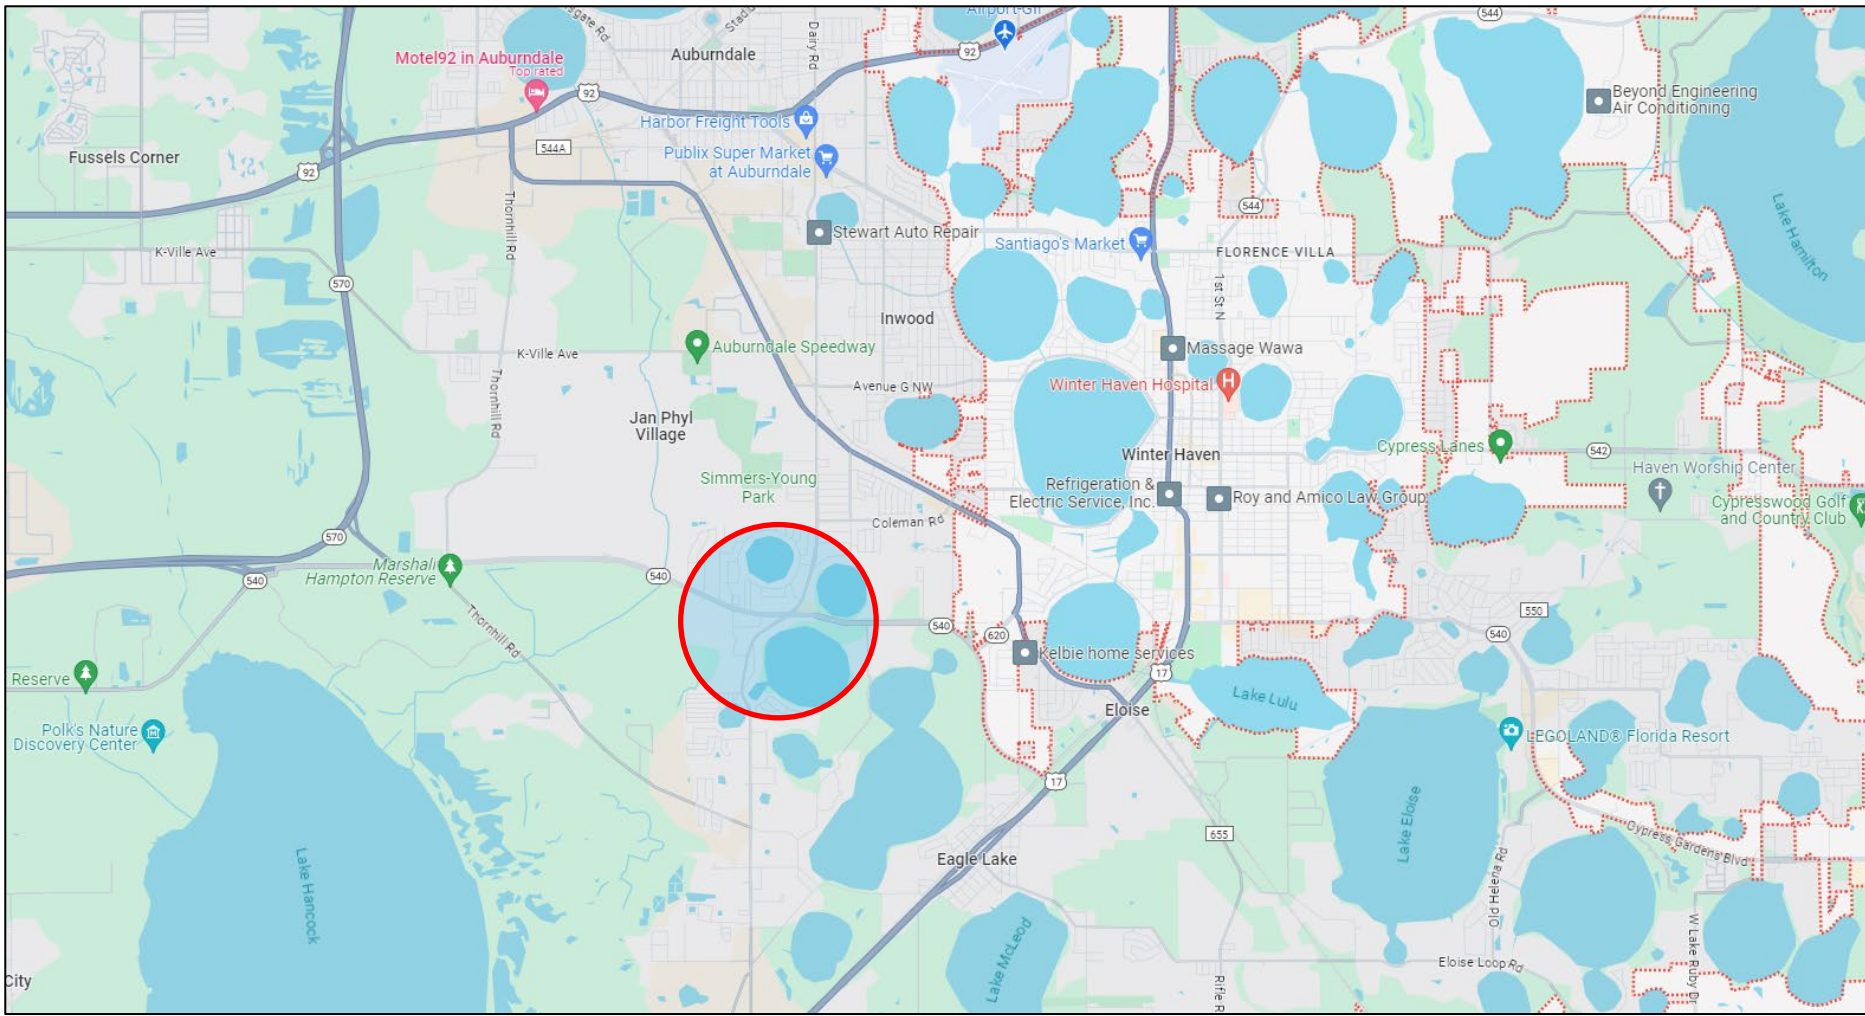 Airport-GIF
544
Auburndale
Dairy Rd
92
Motel92 in Auburndale
Top rated
92
Beyond Engineering
Air Conditioning
Harbor Freight Tools
544A
Fussels Corner
Publix Super Market
at Auburndale
92
Thornhill Rd
544
Lake Hamilton
Stewart Auto Repair
Santiago's Market
FLORENCE VILLA
K-Ville Ave
570
1st St N
Inwood
K-Ville Ave
Auburndale Speedway
Massage Wawa
Avenue G NW
Winter Haven Hospital
Thornhill Rd
Jan Phyl
Village
Winter Haven
Cypress Lanes
542
Haven Worship Center
Simmers-Young
Park
Refrigeration &
Electric Service, Inc.
Roy and Amico Law Group
Cypresswood Golf
and Country Club
Coleman Rd
570
Marshall
Hampton Reserve
540
540
Thornhill Rd
540
620
550
540
Kelbie home services
17
Reserve
Lake Lulu
Eloise
Polk's Nature
Discovery Center
LEGOLAND® Florida Resort
17
Lake Eloise
655
Cypress Gardens Blvd
Eagle Lake
Lake Hancock
Old Helena Rd
Lake McLeod
W Lake Ruby Dr
Eloise Loop Rd
City
Rifle R